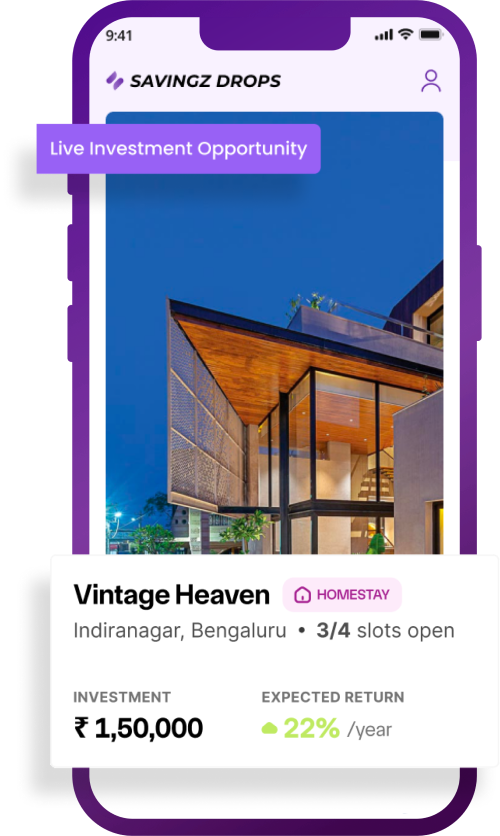 9:41
SAVINGZ DROPS
Live Investment Opportunity
Vintage Heaven HOMESTAY
Indiranagar, Bengaluru • 3/4 slots open
INVESTMENT EXPECTED RETURN
₹ 1,50,000 22% /year